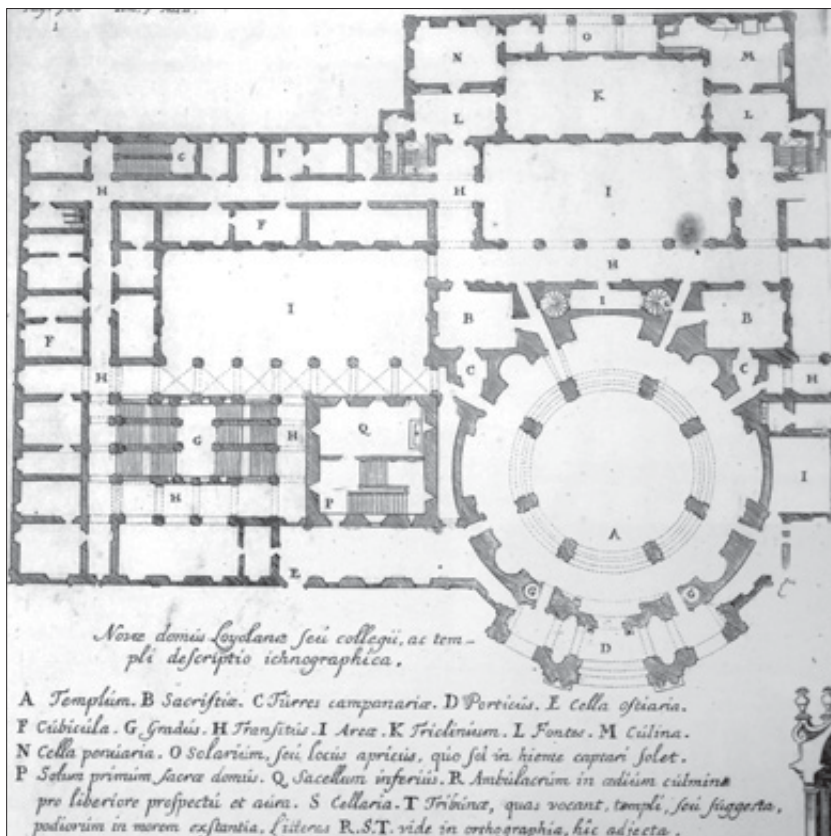 N
O
M
L
K
L
G
F
H
H
I
F
H
I
B
I
B
F
C
C
H
H
G
H
Q
I
H
P
A
E
G
G
D
Novæ domus Loyolanæ seu collegii, ac tem-
pli descriptio ichnographica.
A Templum. B Sacristiæ. C Turres campanariæ. D Porticus. E Cella ostiaria.
F Cubicula. G Gradus. H Transitus. I Areæ. K Triclinium. L Fontes. M Culina.
N Cella penuaria. O Solarium, seu locus apricus, quo sol in hieme captari solet.
P Solum primum sacræ domus. Q Sacellum inferius. R Ambulacrum in ædium culmine
pro liberiore prospectu et aura. S Cellaria. T Tribunæ, quas vocant, templi, seu suggesta,
podiorum in morem exstantia. Litteras R.S.T. vide in orthographia, hic adjecta.